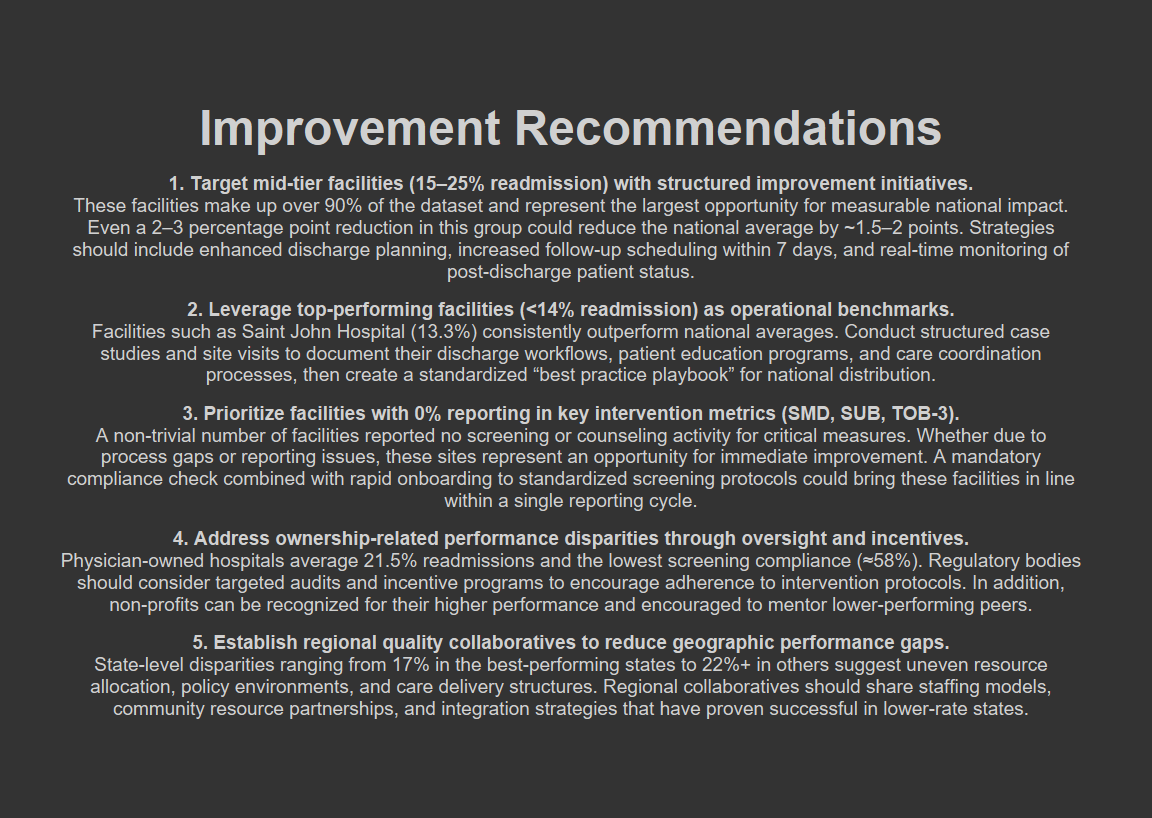 Improvement Recommendations
1. Target mid-tier facilities (15–25% readmission) with structured improvement initiatives.
These facilities make up over 90% of the dataset and represent the largest opportunity for measurable national impact.
Even a 2–3 percentage point reduction in this group could reduce the national average by ~1.5–2 points. Strategies
should include enhanced discharge planning, increased follow-up scheduling within 7 days, and real-time monitoring of
post-discharge patient status.
2. Leverage top-performing facilities (<14% readmission) as operational benchmarks.
Facilities such as Saint John Hospital (13.3%) consistently outperform national averages. Conduct structured case
studies and site visits to document their discharge workflows, patient education programs, and care coordination
processes, then create a standardized “best practice playbook” for national distribution.
3. Prioritize facilities with 0% reporting in key intervention metrics (SMD, SUB, TOB-3).
A non-trivial number of facilities reported no screening or counseling activity for critical measures. Whether due to
process gaps or reporting issues, these sites represent an opportunity for immediate improvement. A mandatory
compliance check combined with rapid onboarding to standardized screening protocols could bring these facilities in line
within a single reporting cycle.
4. Address ownership-related performance disparities through oversight and incentives.
Physician-owned hospitals average 21.5% readmissions and the lowest screening compliance (≈58%). Regulatory bodies
should consider targeted audits and incentive programs to encourage adherence to intervention protocols. In addition,
non-profits can be recognized for their higher performance and encouraged to mentor lower-performing peers.
5. Establish regional quality collaboratives to reduce geographic performance gaps.
State-level disparities ranging from 17% in the best-performing states to 22%+ in others suggest uneven resource
allocation, policy environments, and care delivery structures. Regional collaboratives should share staffing models,
community resource partnerships, and integration strategies that have proven successful in lower-rate states.